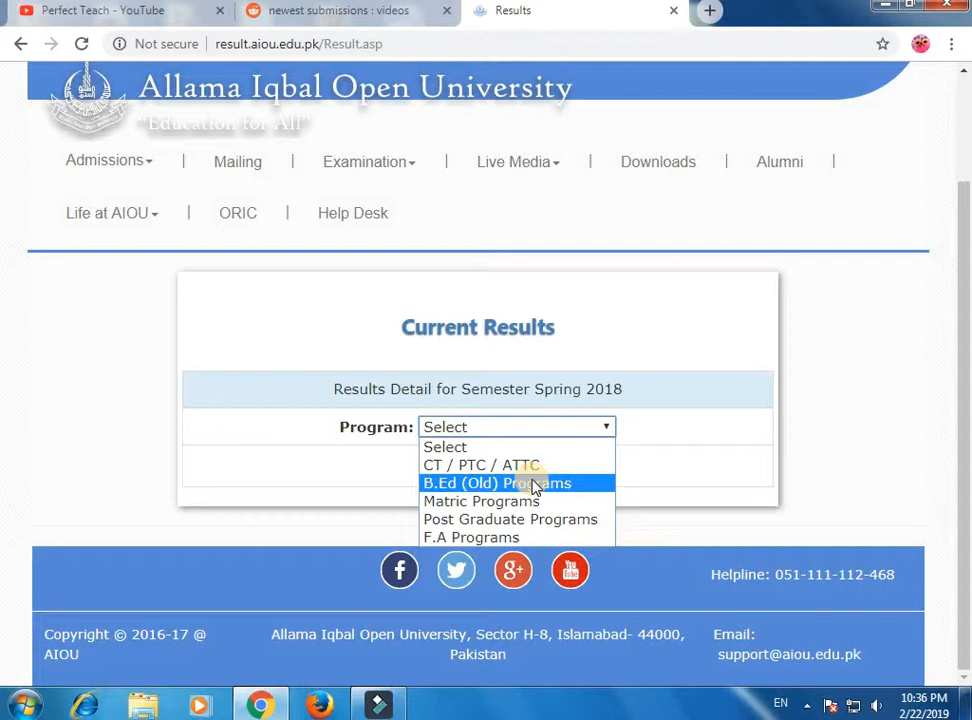 Perfect Teach - YouTube
newest submissions : videos
Results
Not secure
result.aiou.edu.pk/Result.asp
Allama Iqbal Open University
"Education for All"
Admissions
Mailing
Examination
Live Media
Downloads
Alumni
Life at AIOU
ORIC
Help Desk
Current Results
Results Detail for Semester Spring 2018
Program:
Select
Select
CT / PTC / ATTC
B.Ed (Old) Programs
Matric Programs
Post Graduate Programs
F.A Programs
f
g+
You Tube
Helpline: 051-111-112-468
Copyright © 2016-17 @ AIOU
Allama Iqbal Open University, Sector H-8, Islamabad- 44000,
Pakistan
Email:
support@aiou.edu.pk
EN
10:36 PM
2/22/2019